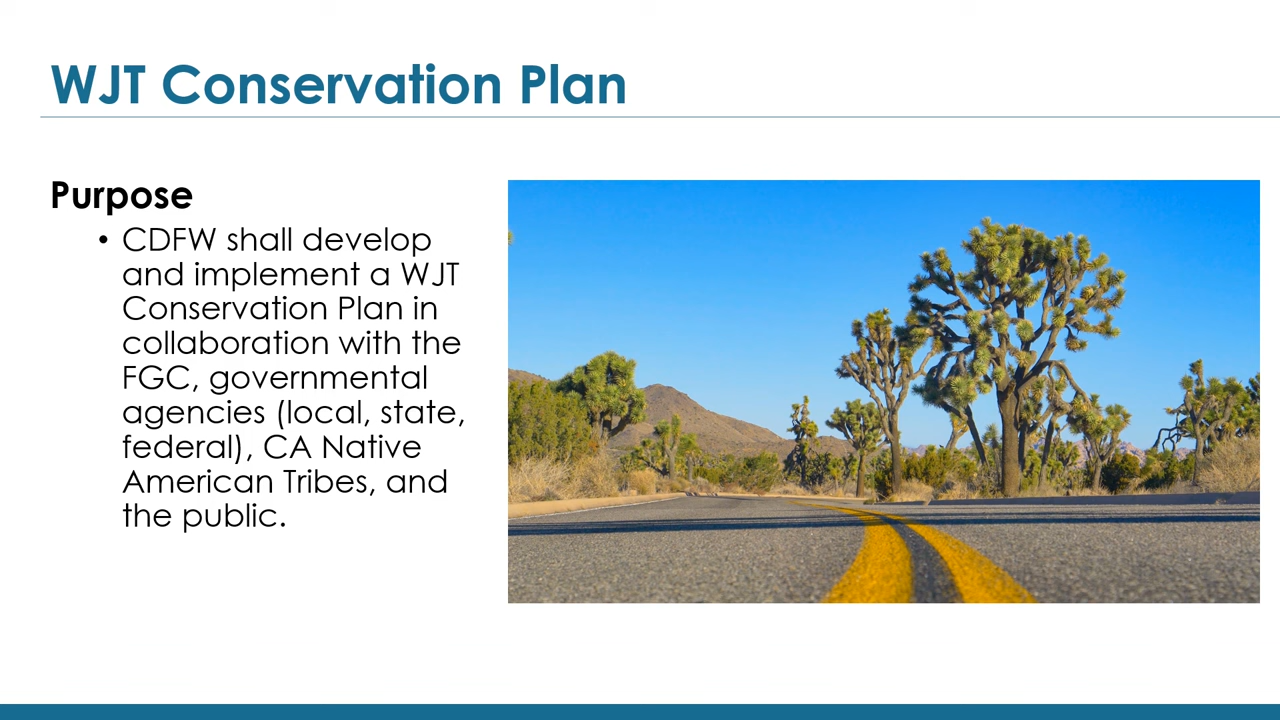 WJT Conservation Plan
Purpose
• CDFW shall develop
and implement a WJT
Conservation Plan in
collaboration with the
FGC, governmental
agencies (local, state,
federal), CA Native
American Tribes, and
the public.